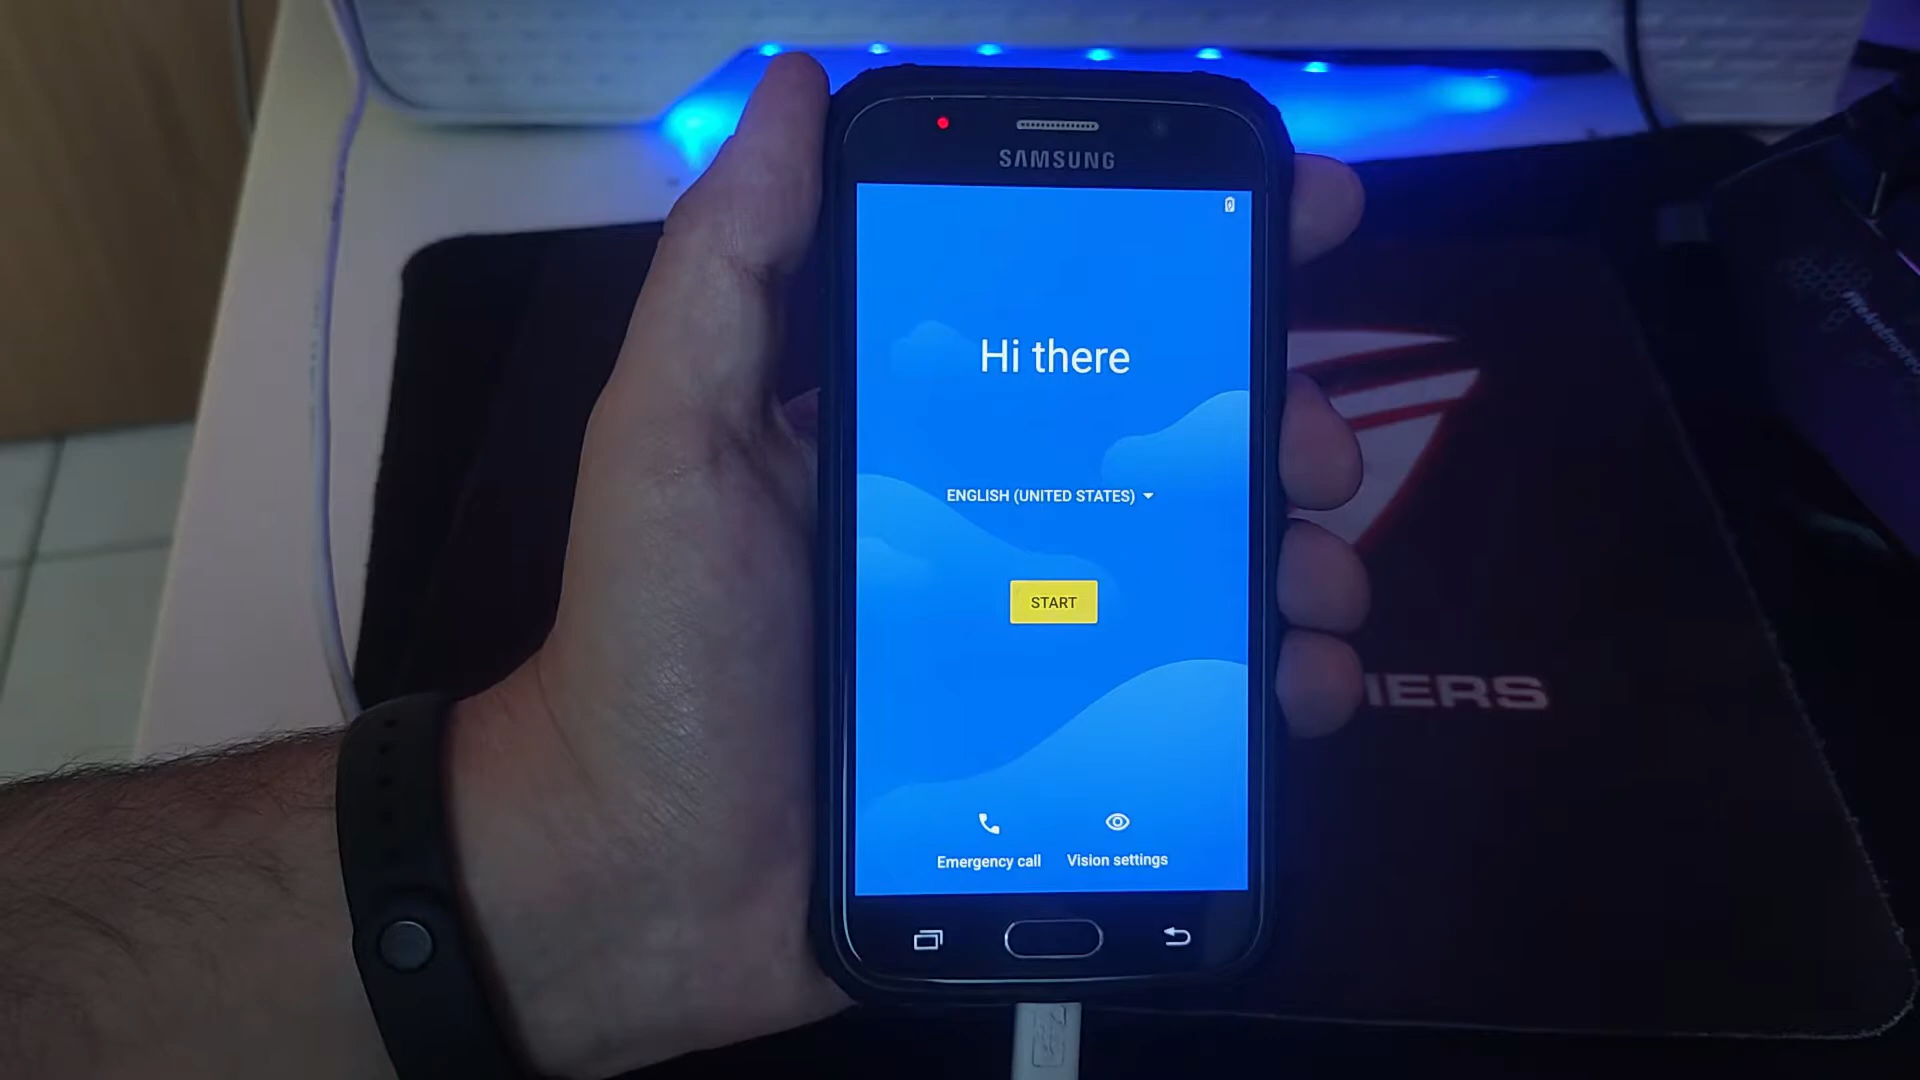 SAMSUNG
Hi there
ENGLISH (UNITED STATES)
START
Emergency call
Vision settings
IERS